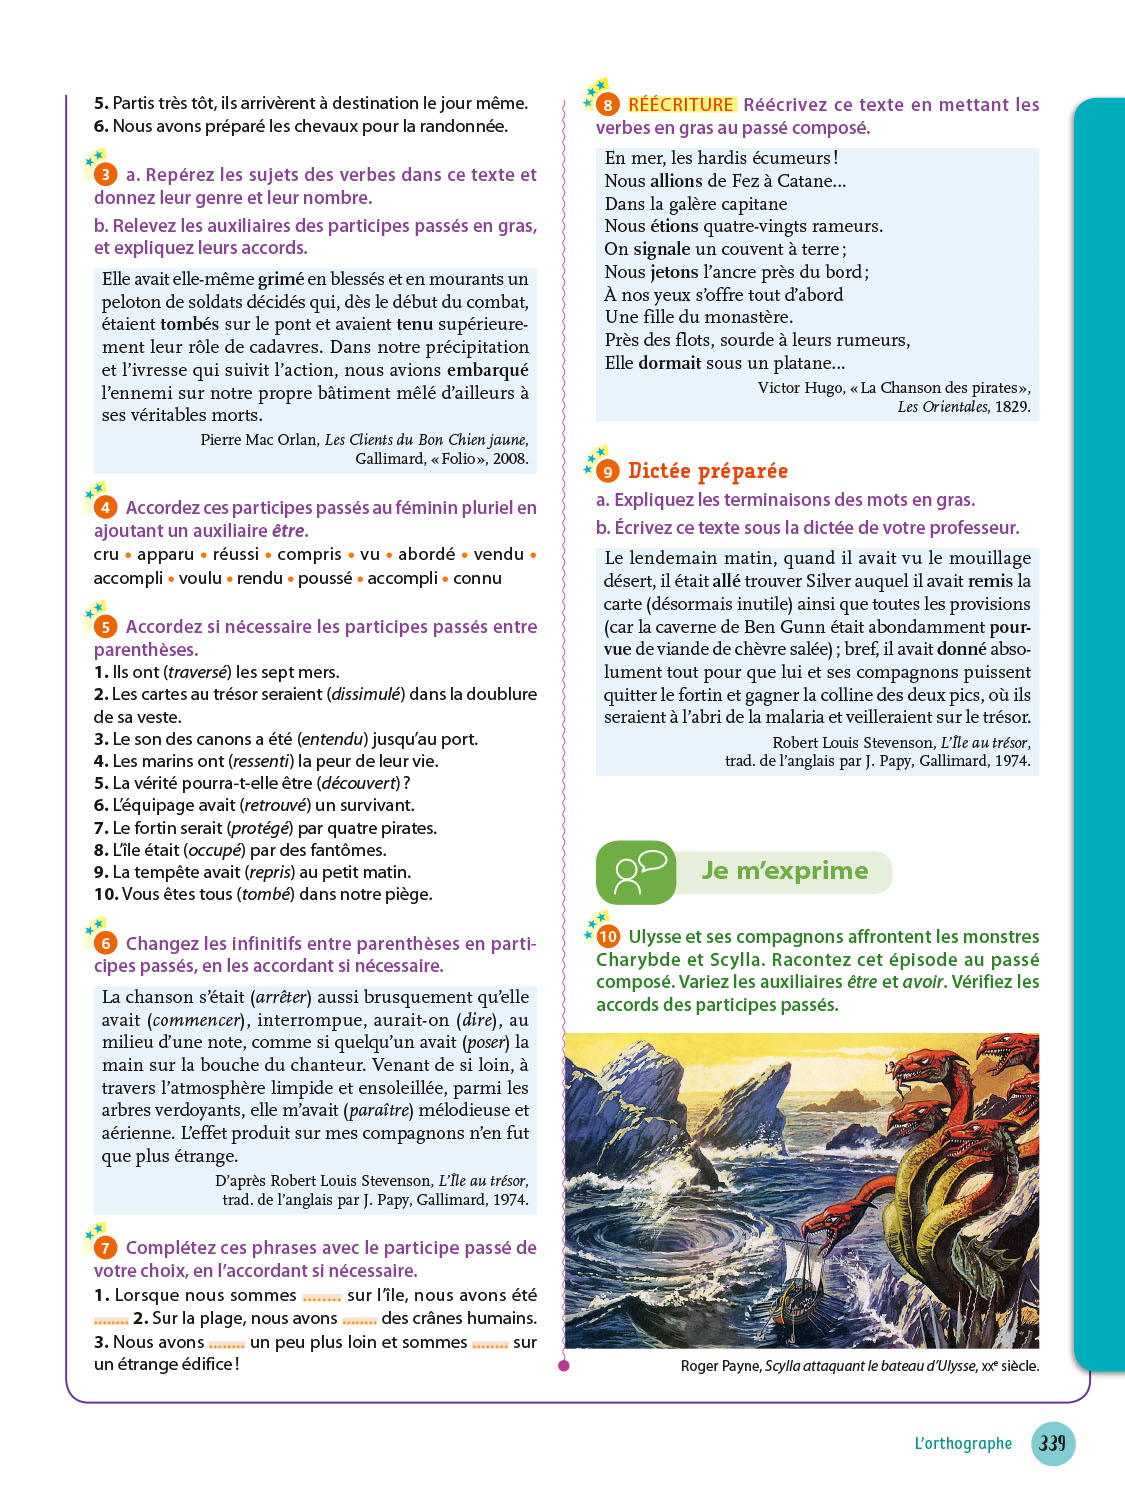 5. Partis très tôt, ils arrivèrent à destination le jour même.
6. Nous avons préparé les chevaux pour la randonnée.
3 a. Repérez les sujets des verbes dans ce texte et
donnez leur genre et leur nombre.
b. Relevez les auxiliaires des participes passés en gras,
et expliquez leurs accords.
Elle avait elle-même grimé en blessés et en mourants un
peloton de soldats décidés qui, dès le début du combat,
étaient tombés sur le pont et avaient tenu supérieure-
ment leur rôle de cadavres. Dans notre précipitation
et l'ivresse qui suivit l'action, nous avions embarqué
l'ennemi sur notre propre bâtiment mêlé d'ailleurs à
ses véritables morts.
Pierre Mac Orlan, Les Clients du Bon Chien jaune,
Gallimard, « Folio », 2008.
4 Accordez ces participes passés au féminin pluriel en
ajoutant un auxiliaire être.
cru • apparu • réussi • compris • vu • abordé • vendu •
accompli • voulu • rendu • poussé • accompli • connu
5 Accordez si nécessaire les participes passés entre
parenthèses.
1. Ils ont (traversé) les sept mers.
2. Les cartes au trésor seraient (dissimulé) dans la doublure
de sa veste.
3. Le son des canons a été (entendu) jusqu'au port.
4. Les marins ont (ressenti) la peur de leur vie.
5. La vérité pourra-t-elle être (découvert) ?
6. L'équipage avait (retrouvé) un survivant.
7. Le fortin serait (protégé) par quatre pirates.
8. L'île était (occupé) par des fantômes.
9. La tempête avait (repris) au petit matin.
10. Vous êtes tous (tombé) dans notre piège.
6 Changez les infinitifs entre parenthèses en parti-
cipes passés, en les accordant si nécessaire.
La chanson s'était (arrêter) aussi brusquement qu'elle
avait (commencer), interrompue, aurait-on (dire), au
milieu d'une note, comme si quelqu'un avait (poser) la
main sur la bouche du chanteur. Venant de si loin, à
travers l'atmosphère limpide et ensoleillée, parmi les
arbres verdoyants, elle m'avait (paraître) mélodieuse et
aérienne. L'effet produit sur mes compagnons n'en fut
que plus étrange.
D'après Robert Louis Stevenson, L'Île au trésor,
trad. de l'anglais par J. Papy, Gallimard, 1974.
7 Complétez ces phrases avec le participe passé de
votre choix, en l'accordant si nécessaire.
1. Lorsque nous sommes ........ sur l'île, nous avons été
........ 2. Sur la plage, nous avons ........ des crânes humains.
3. Nous avons ........ un peu plus loin et sommes ........ sur
un étrange édifice !
8 RÉÉCRITURE Réécrivez ce texte en mettant les
verbes en gras au passé composé.
En mer, les hardis écumeurs !
Nous allions de Fez à Catane...
Dans la galère capitane
Nous étions quatre-vingts rameurs.
On signale un couvent à terre ;
Nous jetons l'ancre près du bord ;
À nos yeux s'offre tout d'abord
Une fille du monastère.
Près des flots, sourde à leurs rumeurs,
Elle dormait sous un platane...
Victor Hugo, « La Chanson des pirates »,
Les Orientales, 1829.
9 Dictée préparée
a. Expliquez les terminaisons des mots en gras.
b. Écrivez ce texte sous la dictée de votre professeur.
Le lendemain matin, quand il avait vu le mouillage
désert, il était allé trouver Silver auquel il avait remis la
carte (désormais inutile) ainsi que toutes les provisions
(car la caverne de Ben Gunn était abondamment pour-
vue de viande de chèvre salée) ; bref, il avait donné abso-
lument tout pour que lui et ses compagnons puissent
quitter le fortin et gagner la colline des deux pics, où ils
seraient à l'abri de la malaria et veilleraient sur le trésor.
Robert Louis Stevenson, L'Île au trésor,
trad. de l'anglais par J. Papy, Gallimard, 1974.
Je m'exprime
10 Ulysse et ses compagnons affrontent les monstres
Charybde et Scylla. Racontez cet épisode au passé
composé. Variez les auxiliaires être et avoir. Vérifiez les
accords des participes passés.
Roger Payne, Scylla attaquant le bateau d'Ulysse, XXe siècle.
L'orthographe 339